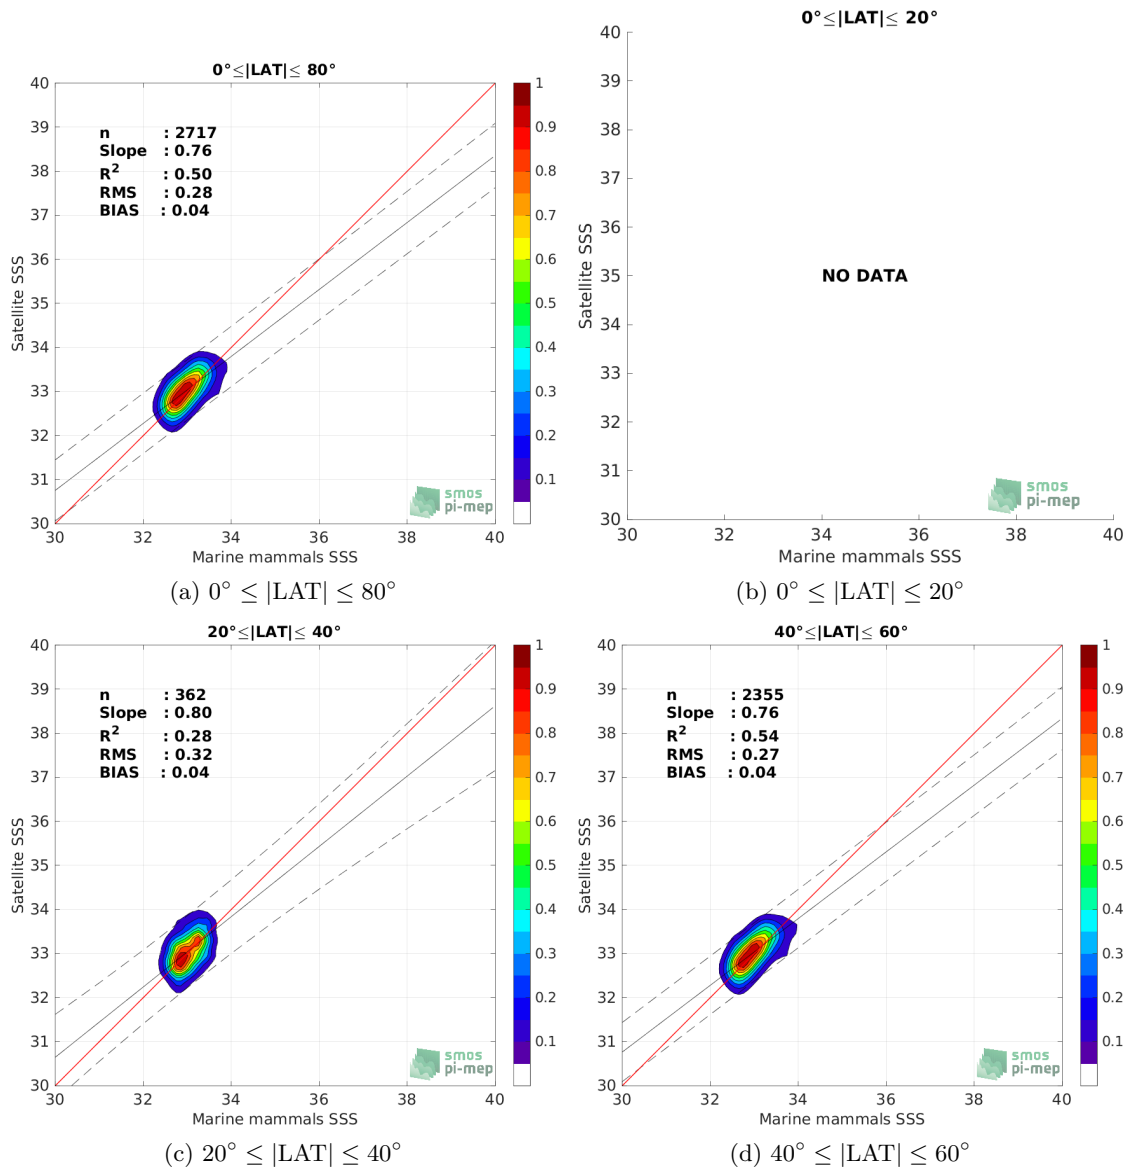 0°≤|LAT|≤ 80°
n : 2717
Slope : 0.76
R² : 0.50
RMS : 0.28
BIAS : 0.04
40
39
38
37
36
35
34
33
32
31
30
30
32
34
36
38
40
Satellite SSS
Marine mammals SSS
1
0.9
0.8
0.7
0.6
0.5
0.4
0.3
0.2
0.1
smos
pi-mep
(a) 0° ≤ |LAT| ≤ 80°
0°≤|LAT|≤ 20°
40
39
38
37
36
35
34
33
32
31
30
30
32
34
36
38
40
Satellite SSS
Marine mammals SSS
NO DATA
smos
pi-mep
(b) 0° ≤ |LAT| ≤ 20°
20°≤|LAT|≤ 40°
n : 362
Slope : 0.80
R² : 0.28
RMS : 0.32
BIAS : 0.04
40
39
38
37
36
35
34
33
32
31
30
30
32
34
36
38
40
Satellite SSS
Marine mammals SSS
1
0.9
0.8
0.7
0.6
0.5
0.4
0.3
0.2
0.1
smos
pi-mep
(c) 20° ≤ |LAT| ≤ 40°
40°≤|LAT|≤ 60°
n : 2355
Slope : 0.76
R² : 0.54
RMS : 0.27
BIAS : 0.04
40
39
38
37
36
35
34
33
32
31
30
30
32
34
36
38
40
Satellite SSS
Marine mammals SSS
1
0.9
0.8
0.7
0.6
0.5
0.4
0.3
0.2
0.1
smos
pi-mep
(d) 40° ≤ |LAT| ≤ 60°